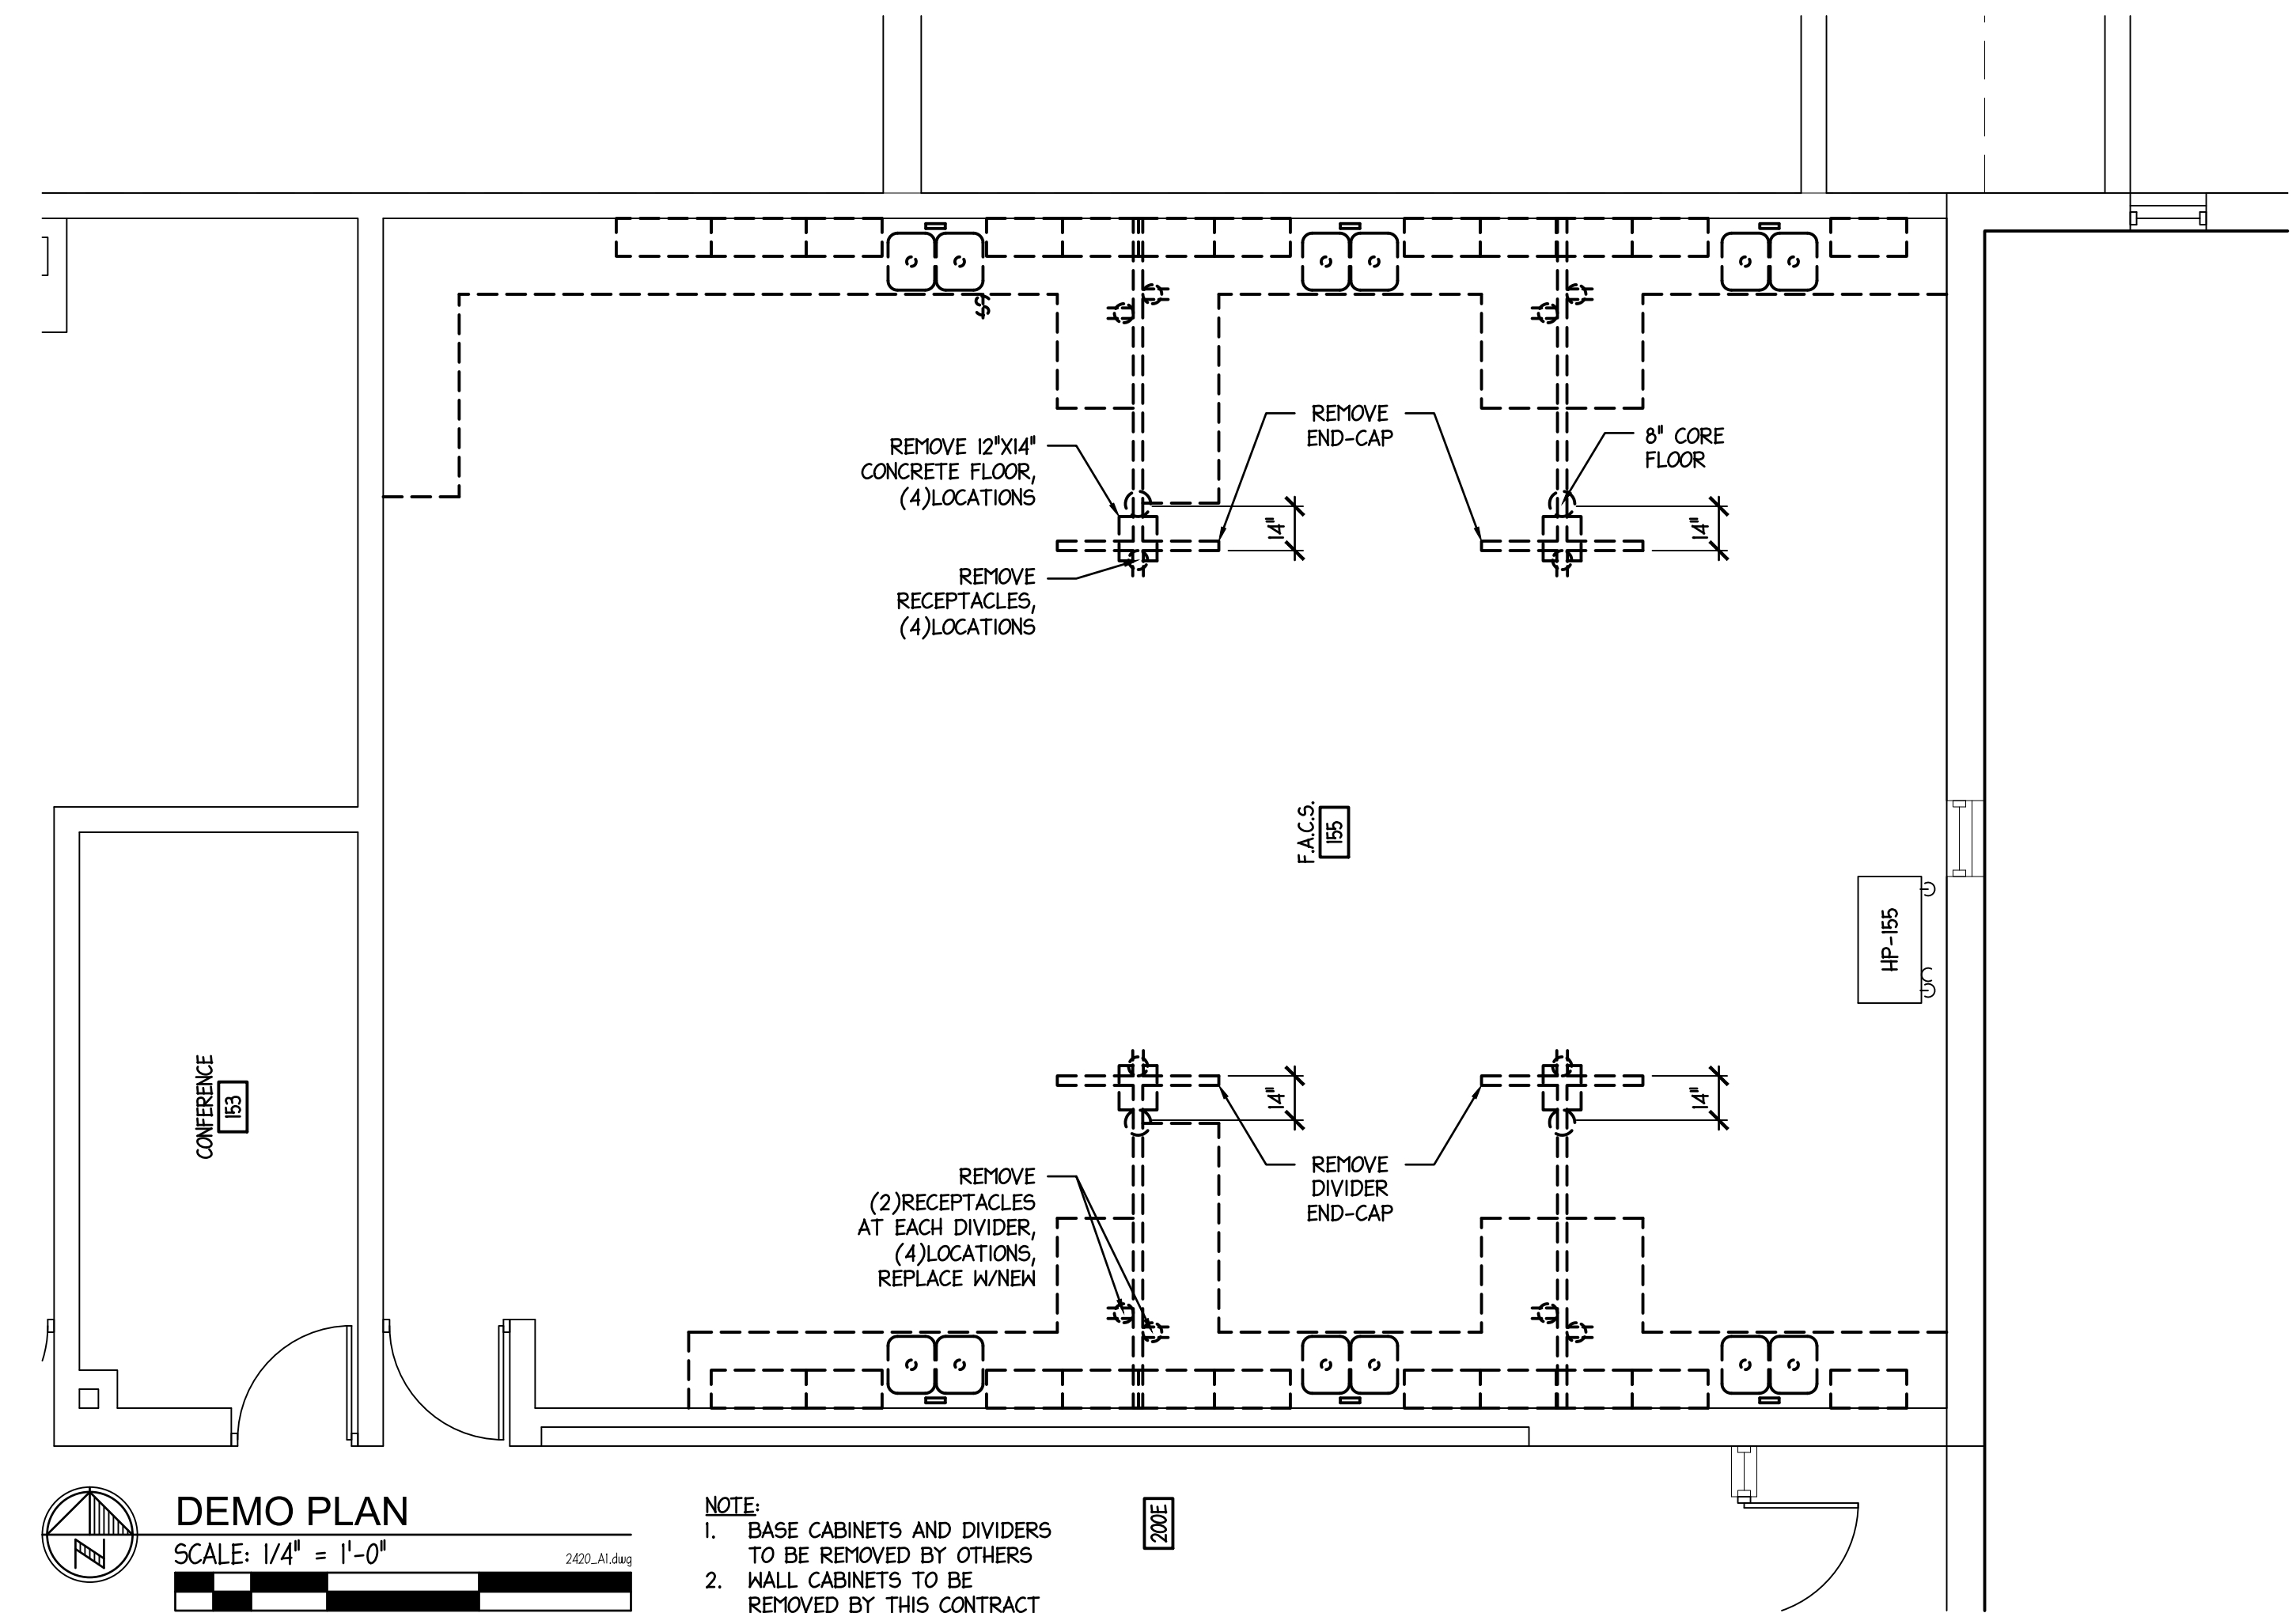 REMOVE 12"X14"
CONCRETE FLOOR,
(4)LOCATIONS
REMOVE
END-CAP
8" CORE
FLOOR
14"
14"
REMOVE
RECEPTACLES,
(4)LOCATIONS
F.A.C.S.
155
HP-155
CONFERENCE
153
14"
14"
REMOVE
(2)RECEPTACLES
AT EACH DIVIDER,
(4)LOCATIONS,
REPLACE W/NEW
REMOVE
DIVIDER
END-CAP
$
N
DEMO PLAN
SCALE: 1/4" = 1'-0"
2420_A1.dwg
NOTE:
1. BASE CABINETS AND DIVIDERS
TO BE REMOVED BY OTHERS
2. WALL CABINETS TO BE
REMOVED BY THIS CONTRACT
200E